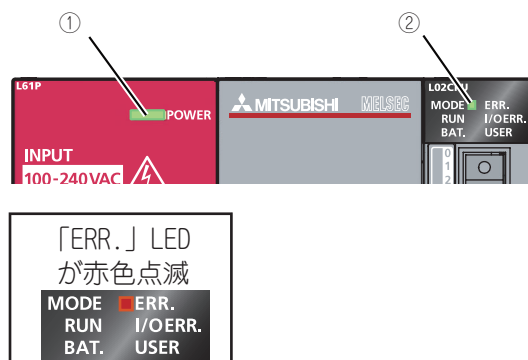 ① ②
L61P
POWER
INPUT
100-240VAC
MITSUBISHI MELSEC
L02CPU
MODE ERR.
RUN I/OERR.
BAT. USER
0
1
2
「ERR.」LED
が赤色点滅
MODE ERR.
RUN I/OERR.
BAT. USER